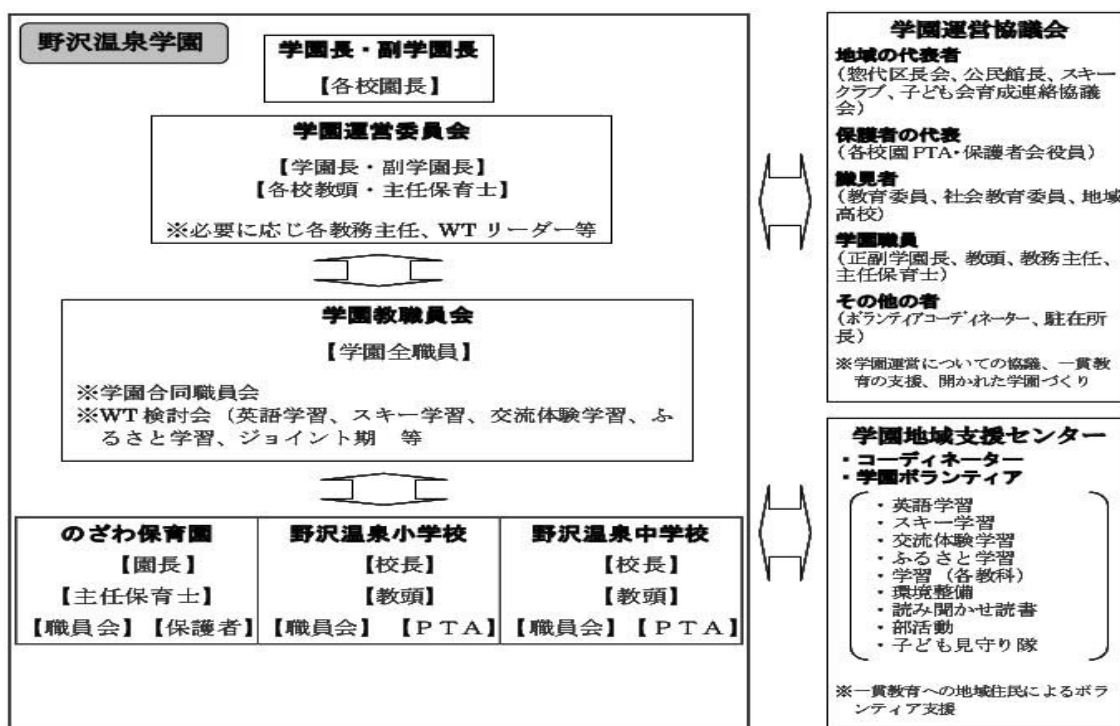 野沢温泉学園
学園長・副学園長
【各校園長】
学園運営委員会
【学園長・副学園長】
【各校教頭・主任保育士】
※必要に応じ各教務主任、WTリーダー等
学園教職員会
【学園全職員】
※学園合同職員会
※WT検討会（英語学習、スキー学習、交流体験学習、ふ
るさと学習、ジョイント期　等
のざわ保育園
【園長】
【主任保育士】
【職員会】【保護者】
野沢温泉小学校
【校長】
【教頭】
【職員会】　【ＰＴＡ】
野沢温泉中学校
【校長】
【教頭】
【職員会】【ＰＴＡ】
学園運営協議会
地域の代表者
（惣代区長会、公民館長、スキー
クラブ、子ども会育成連絡協議
会）
保護者の代表
（各校園PTA・保護者会役員）
識見者
（教育委員、社会教育委員、地域
高校）
学園職員
（正副学園長、教頭、教務主任、
主任保育士）
その他の者
（ボランティアコーディネーター、駐在所
長）
※学園運営についての協議、一貫教
育の支援、開かれた学園づくり
学園地域支援センター
・コーディネーター
・学園ボランティア
・英語学習
・スキー学習
・交流体験学習
・ふるさと学習
・学習（各教科）
・環境整備
・読み聞かせ読書
・部活動
・子ども見守り隊
※一貫教育への地域住民によるボラ
ンティア支援